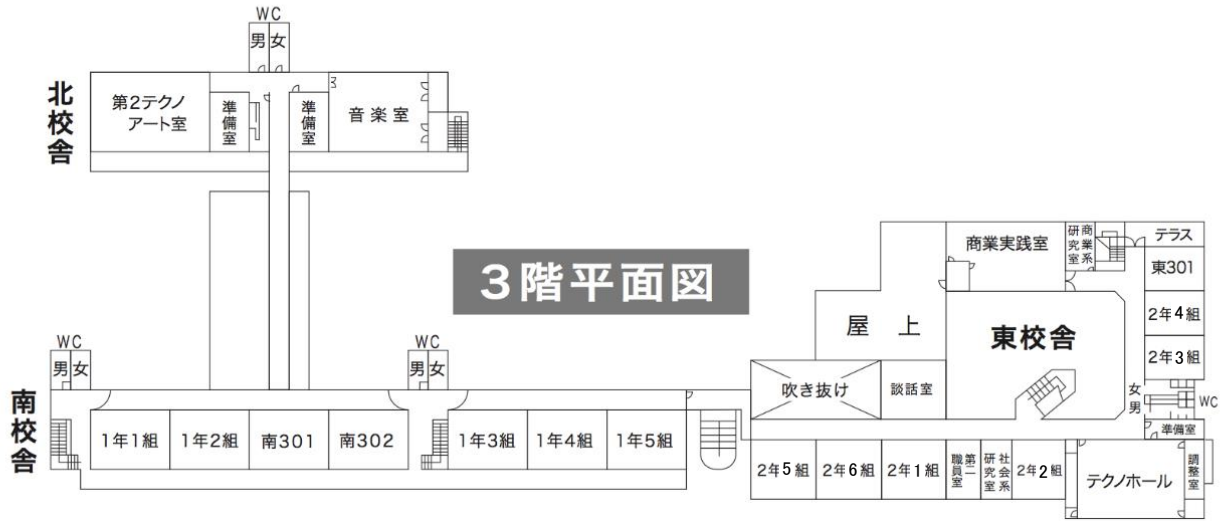 WC
男 女
北校舎
第2テクノ
アート室
準備室
準備室
音楽室
3階平面図
商業実践室
商業系
研究室
テラス
東301
2年4組
2年3組
屋上
東校舎
吹き抜け
談話室
女
男
WC
準備室
WC
男 女
WC
男 女
南校舎
1年1組
1年2組
南301
南302
1年3組
1年4組
1年5組
2年5組
2年6組
2年1組
第二
職員室
社会系
研究室
2年2組
テクノホール
調整室